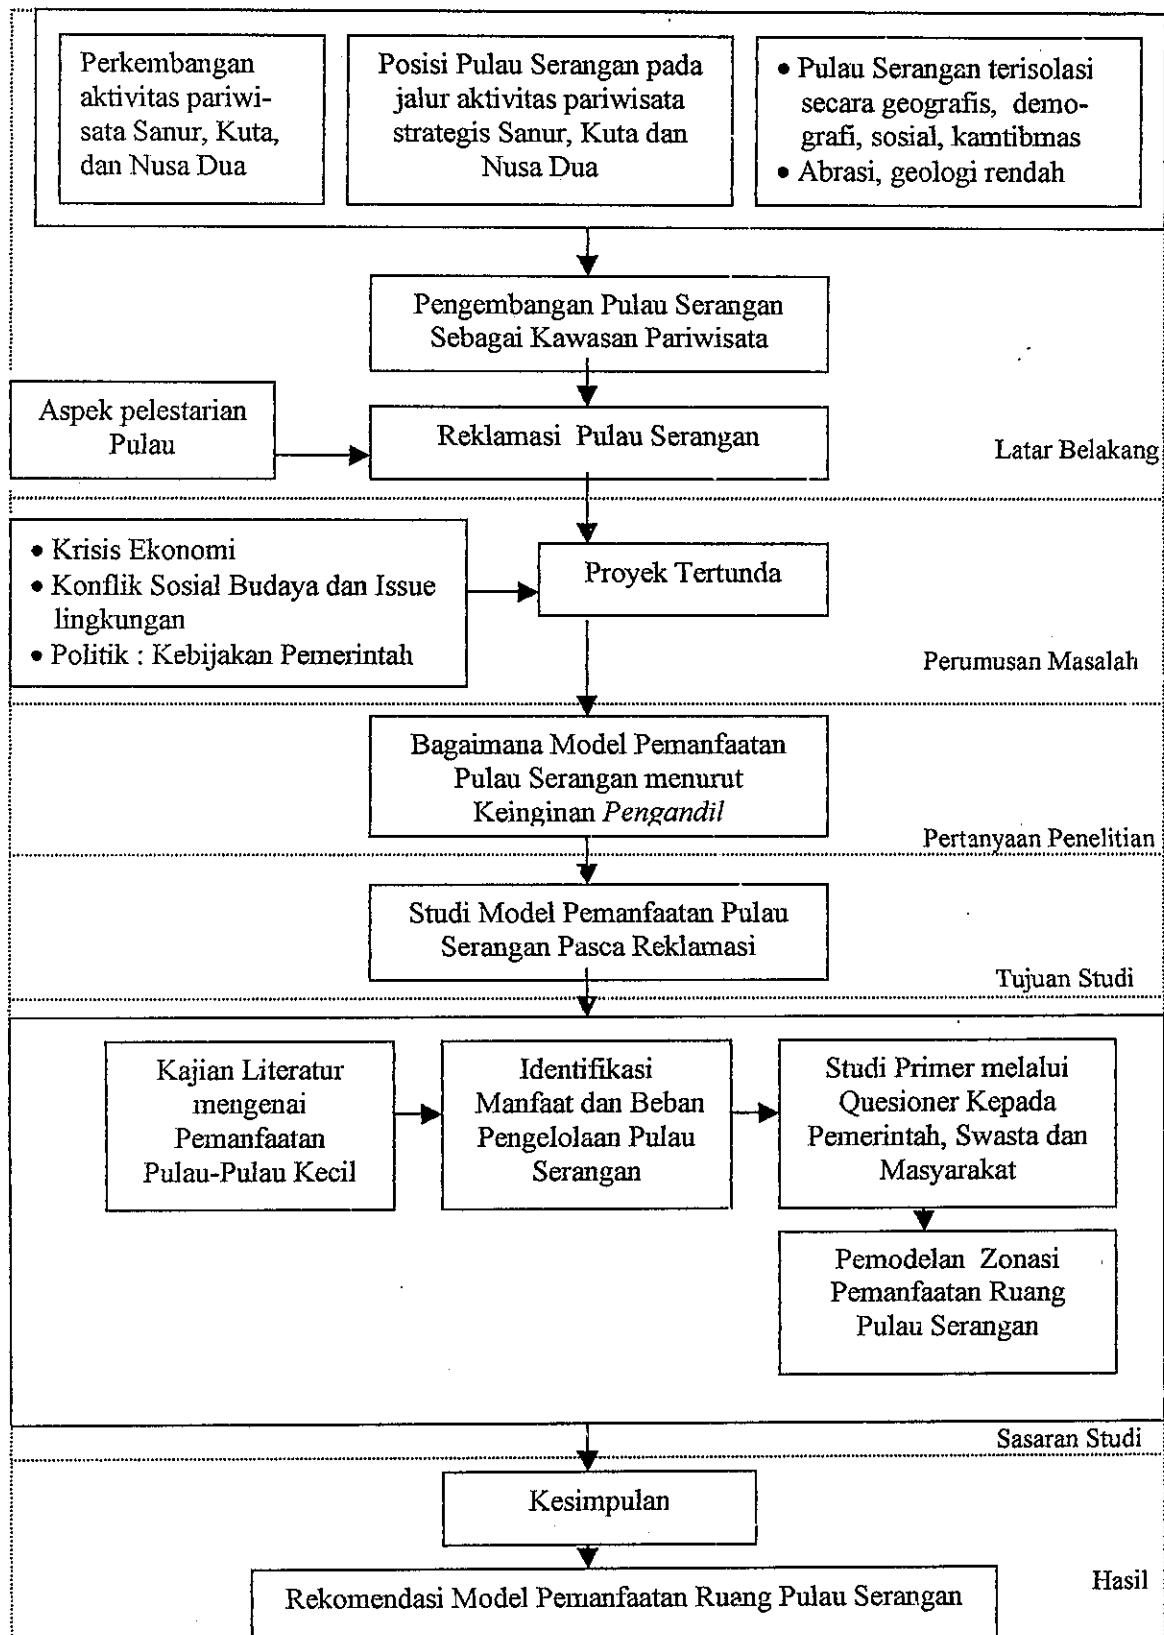 Perkembangan
aktivitas pariwi-
sata Sanur, Kuta,
dan Nusa Dua
Posisi Pulau Serangan pada
jalur aktivitas pariwisata
strategis Sanur, Kuta dan
Nusa Dua
• Pulau Serangan terisolasi
secara geografis, demo-
grafi, sosial, kamtibmas
• Abrasi, geologi rendah
Pengembangan Pulau Serangan
Sebagai Kawasan Pariwisata
Aspek pelestarian
Pulau
Reklamasi Pulau Serangan
Latar Belakang
• Krisis Ekonomi
• Konflik Sosial Budaya dan Issue
lingkungan
• Politik : Kebijakan Pemerintah
Proyek Tertunda
Perumusan Masalah
Bagaimana Model Pemanfaatan
Pulau Serangan menurut
Keinginan Pengandil
Pertanyaan Penelitian
Studi Model Pemanfaatan Pulau
Serangan Pasca Reklamasi
Tujuan Studi
Kajian Literatur
mengenai
Pemanfaatan
Pulau-Pulau Kecil
Identifikasi
Manfaat dan Beban
Pengelolaan Pulau
Serangan
Studi Primer melalui
Quesioner Kepada
Pemerintah, Swasta dan
Masyarakat
Pemodelan Zonasi
Pemanfaatan Ruang
Pulau Serangan
Sasaran Studi
Kesimpulan
Hasil
Rekomendasi Model Pemanfaatan Ruang Pulau Serangan